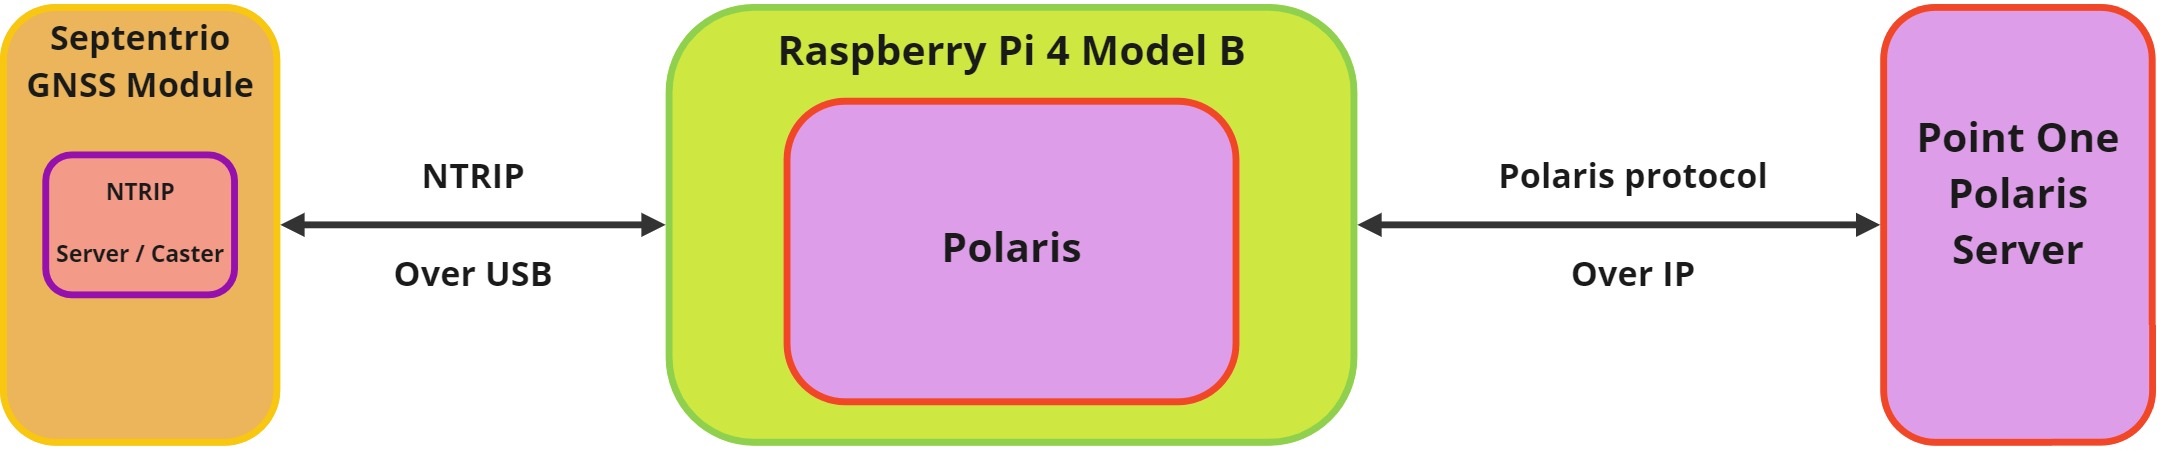 Septentrio
GNSS Module
NTRIP
Server / Caster
NTRIP
Over USB
Raspberry Pi 4 Model B
Polaris
Polaris protocol
Over IP
Point One
Polaris
Server